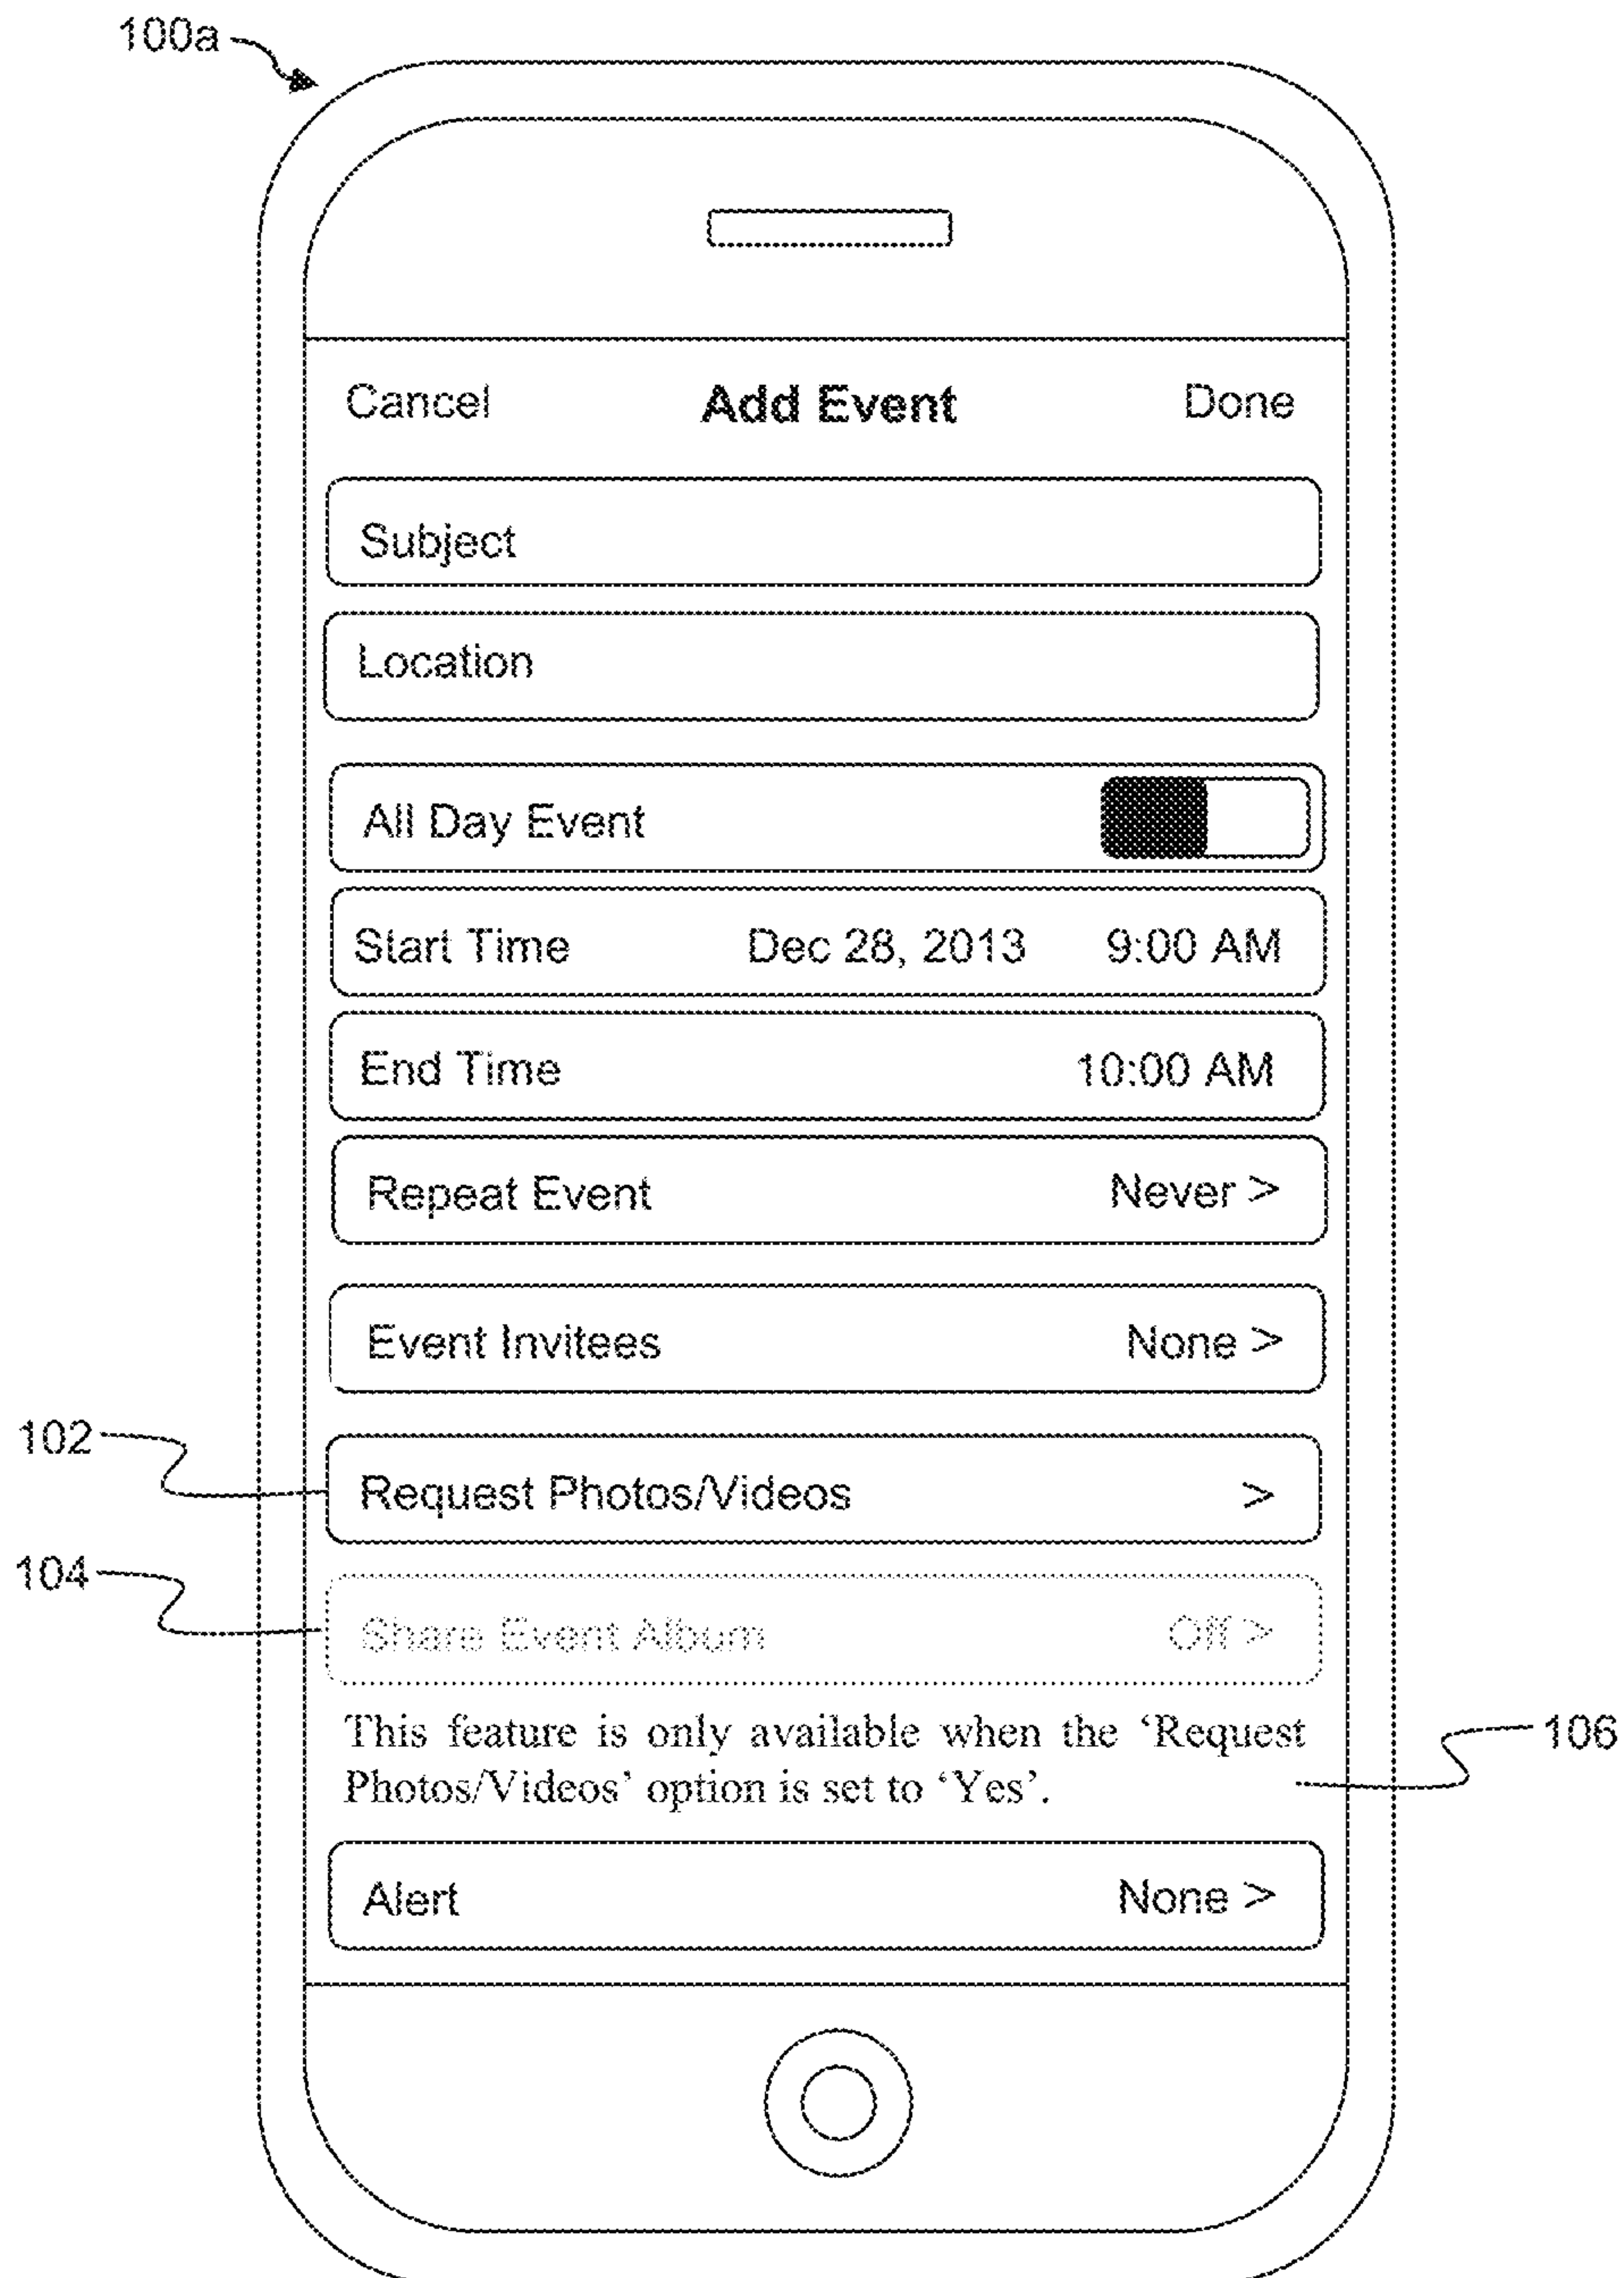 100a
Cancel Add Event Done
Subject
Location
All Day Event
Start Time Dec 28, 2013 9:00 AM
End Time 10:00 AM
Repeat Event Never >
Event Invitees None >
102
Request Photos/Videos >
104
Share Event Album Off >
This feature is only available when the ‘Request
Photos/Videos’ option is set to ‘Yes’.
106
Alert None >